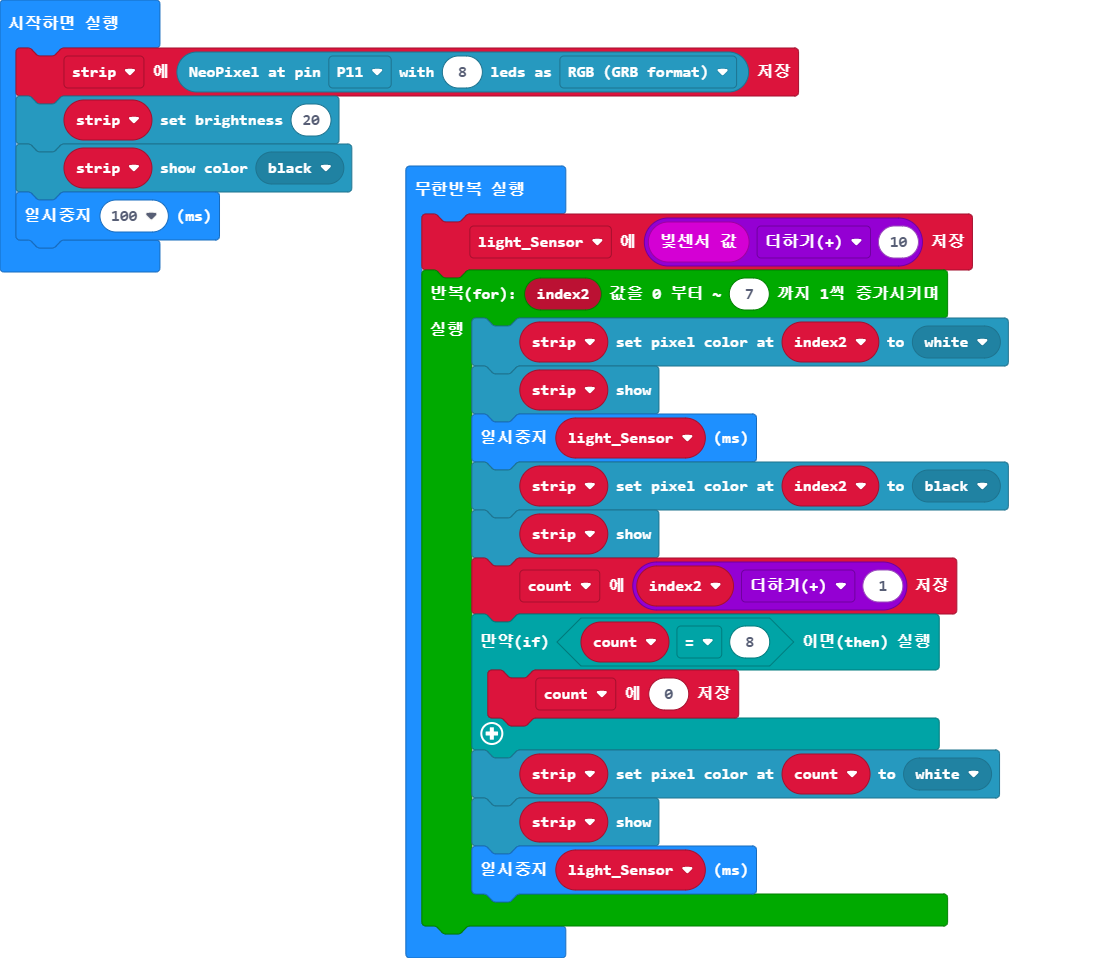 시작하면 실행
strip 에 NeoPixel at pin P11 with 8 leds as RGB (GRB format) 저장
strip set brightness 20
strip show color black
일시중지 100 (ms)
무한반복 실행
light_Sensor 에 빛센서 값 더하기(+) 10 저장
반복(for): index2 값을 0 부터 ~ 7 까지 1씩 증가시키며
실행
strip set pixel color at index2 to white
strip show
일시중지 light_Sensor (ms)
strip set pixel color at index2 to black
strip show
count 에 index2 더하기(+) 1 저장
만약(if) count = 8 이면(then) 실행
count 에 0 저장
strip set pixel color at count to white
strip show
일시중지 light_Sensor (ms)